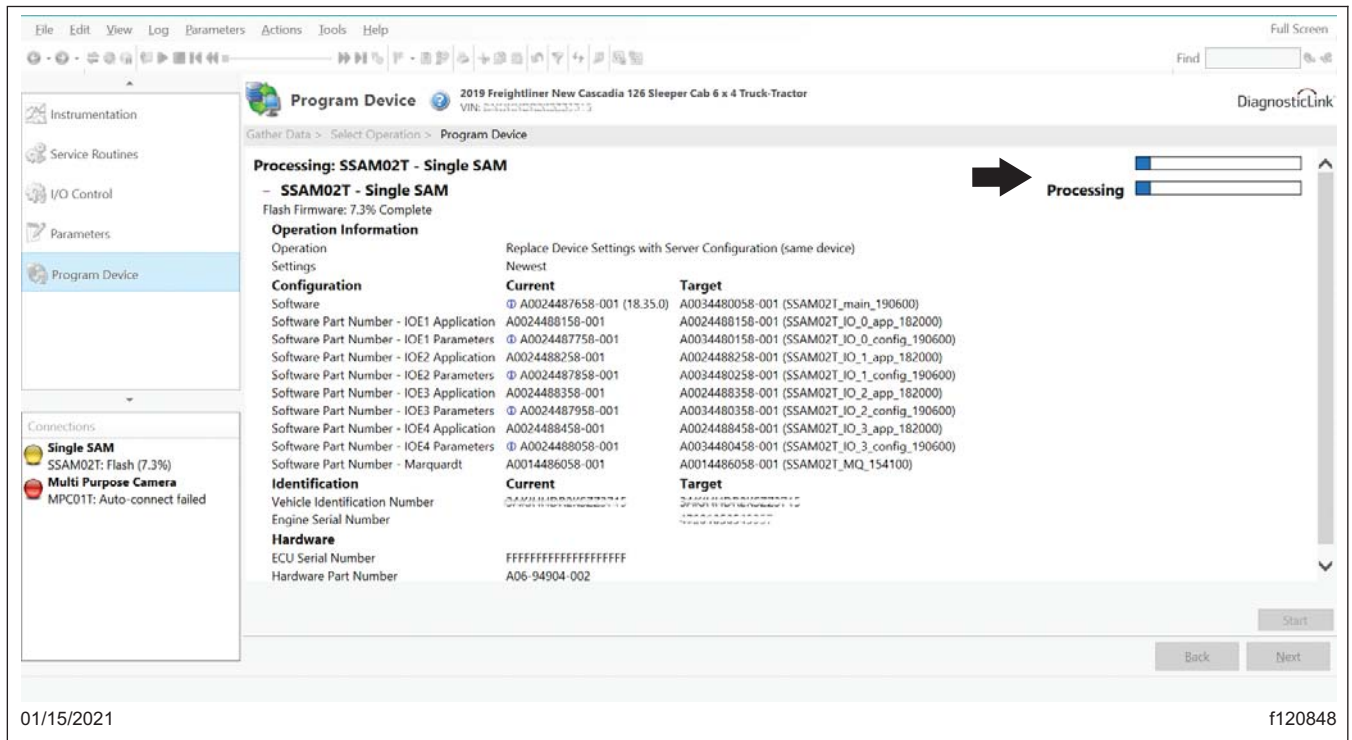 File Edit View Log Parameters Actions Tools Help Full Screen
Find
Instrumentation
Service Routines
I/O Control
Parameters
Program Device
Connections
Single SAM
SSAM02T: Flash (7.3%)
Multi Purpose Camera
MPC01T: Auto-connect failed
Program Device 2019 Freightliner New Cascadia 126 Sleeper Cab 6 x 4 Truck-Tractor
VIN:
DiagnosticLink
Gather Data > Select Operation > Program Device
Processing: SSAM02T - Single SAM
− SSAM02T - Single SAM
Processing
Flash Firmware: 7.3% Complete
Operation Information
Operation Replace Device Settings with Server Configuration (same device)
Settings Newest
Configuration Current Target
Software A0024487658-001 (18.35.0) A0034480058-001 (SSAM02T_main_190600)
Software Part Number - IOE1 Application A0024488158-001 A0024488158-001 (SSAM02T_IO_0_app_182000)
Software Part Number - IOE1 Parameters A0024487758-001 A0034480158-001 (SSAM02T_IO_0_config_190600)
Software Part Number - IOE2 Application A0024488258-001 A0024488258-001 (SSAM02T_IO_1_app_182000)
Software Part Number - IOE2 Parameters A0024487858-001 A0034480258-001 (SSAM02T_IO_1_config_190600)
Software Part Number - IOE3 Application A0024488358-001 A0024488358-001 (SSAM02T_IO_2_app_182000)
Software Part Number - IOE3 Parameters A0024487958-001 A0034480358-001 (SSAM02T_IO_2_config_190600)
Software Part Number - IOE4 Application A0024488458-001 A0024488458-001 (SSAM02T_IO_3_app_182000)
Software Part Number - IOE4 Parameters A0024488058-001 A0034480458-001 (SSAM02T_IO_3_config_190600)
Software Part Number - Marquardt A0014486058-001 A0014486058-001 (SSAM02T_MQ_154100)
Identification Current Target
Vehicle Identification Number
Engine Serial Number
Hardware
ECU Serial Number FFFFFFFFFFFFFFFFFFFF
Hardware Part Number A06-94904-002
Start
Back Next
01/15/2021 f120848